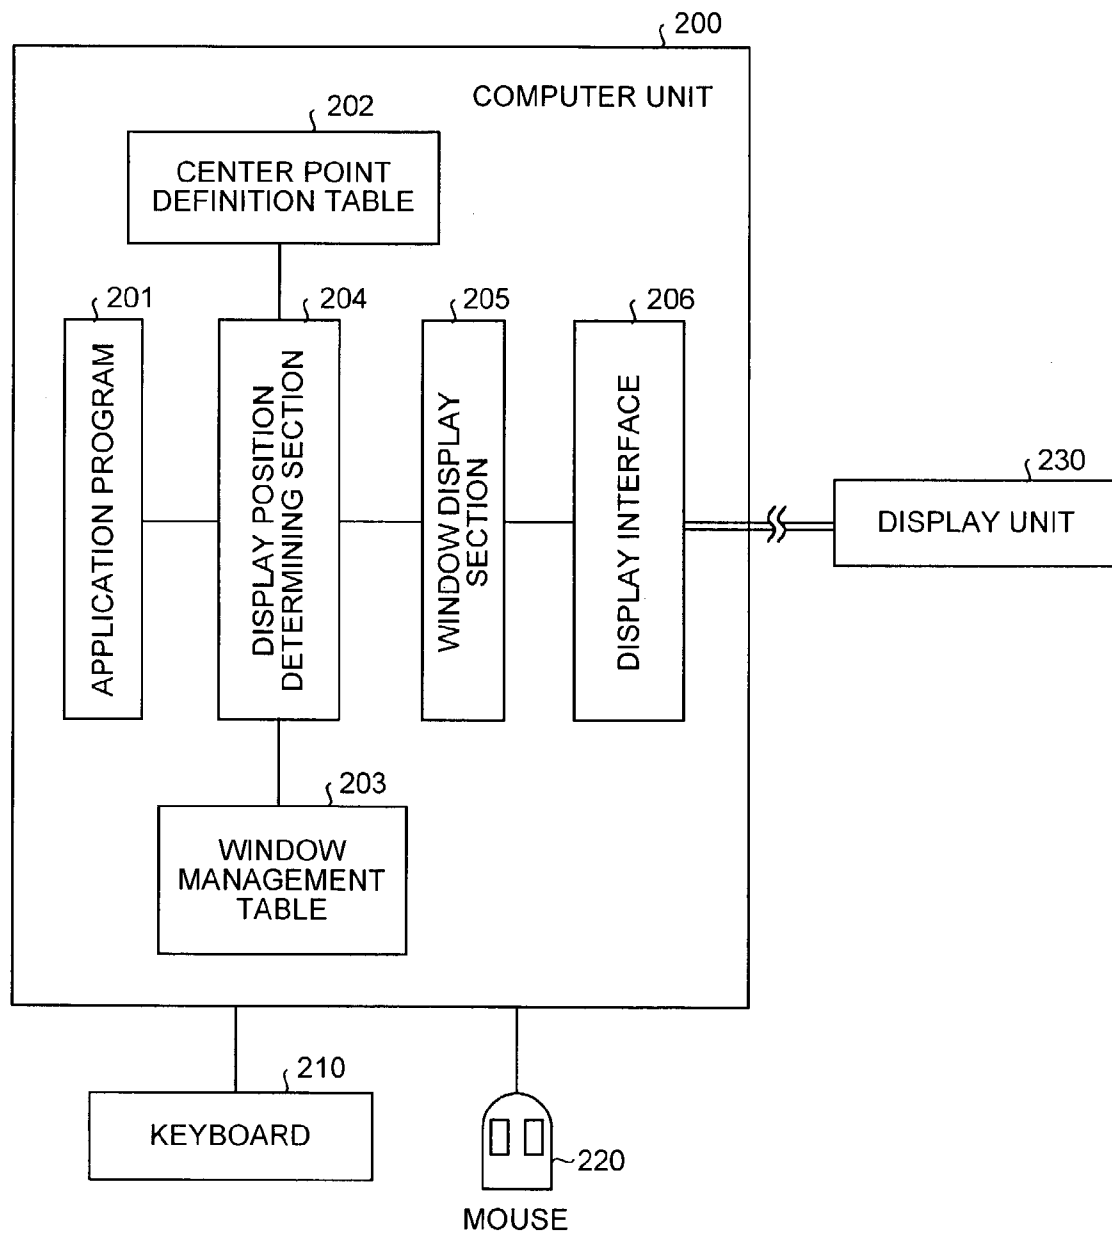 200
COMPUTER UNIT
202
CENTER POINT
DEFINITION TABLE
201
APPLICATION PROGRAM
204
DISPLAY POSITION
DETERMINING SECTION
205
WINDOW DISPLAY
SECTION
206
DISPLAY INTERFACE
230
DISPLAY UNIT
203
WINDOW
MANAGEMENT
TABLE
210
KEYBOARD
220
MOUSE